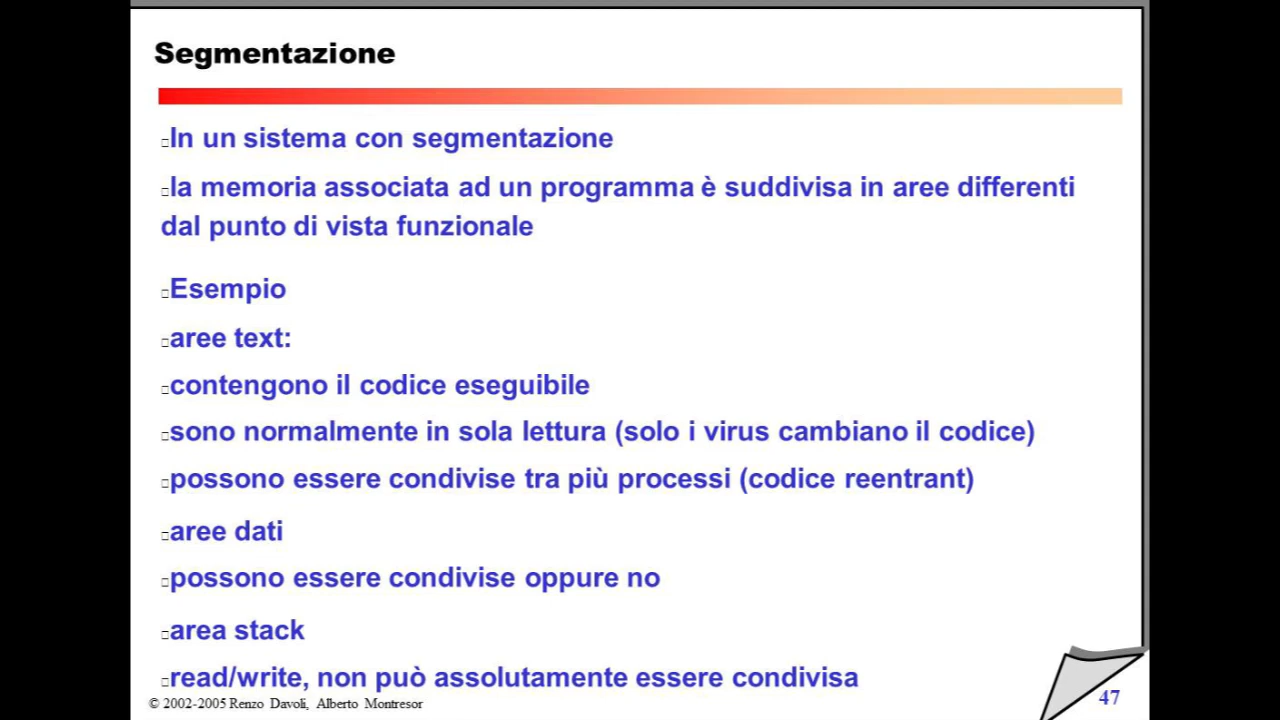 Segmentazione
In un sistema con segmentazione
la memoria associata ad un programma è suddivisa in aree differenti
dal punto di vista funzionale
Esempio
aree text:
contengono il codice eseguibile
sono normalmente in sola lettura (solo i virus cambiano il codice)
possono essere condivise tra più processi (codice reentrant)
aree dati
possono essere condivise oppure no
area stack
read/write, non può assolutamente essere condivisa
© 2002-2005 Renzo Davoli, Alberto Montresor
47